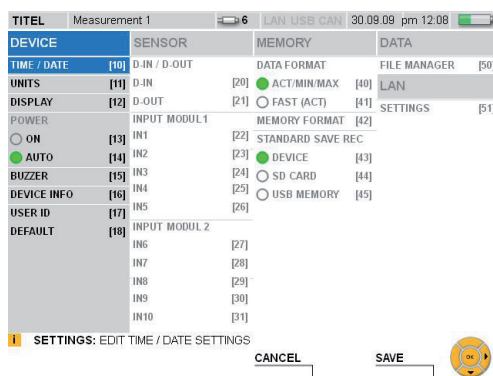 TITEL Measurement 1 6 LAN USB CAN 30.09.09 pm 12:08
DEVICE
TIME / DATE [10]
UNITS [11]
DISPLAY [12]
POWER
ON [13]
AUTO [14]
BUZZER [15]
DEVICE INFO [16]
USER ID [17]
DEFAULT [18]
SENSOR
D-IN / D-OUT
D-IN [20]
D-OUT [21]
INPUT MODUL1
IN1 [22]
IN2 [23]
IN3 [24]
IN4 [25]
IN5 [26]
INPUT MODUL 2
IN6 [27]
IN7 [28]
IN8 [29]
IN9 [30]
IN10 [31]
MEMORY
DATA FORMAT
ACT/MIN/MAX [40]
FAST (ACT) [41]
MEMORY FORMAT [42]
STANDARD SAVE REC
DEVICE [43]
SD CARD [44]
USB MEMORY [45]
DATA
FILE MANAGER [50
LAN
SETTINGS [51
i SETTINGS: EDIT TIME / DATE SETTINGS
CANCEL SAVE OK